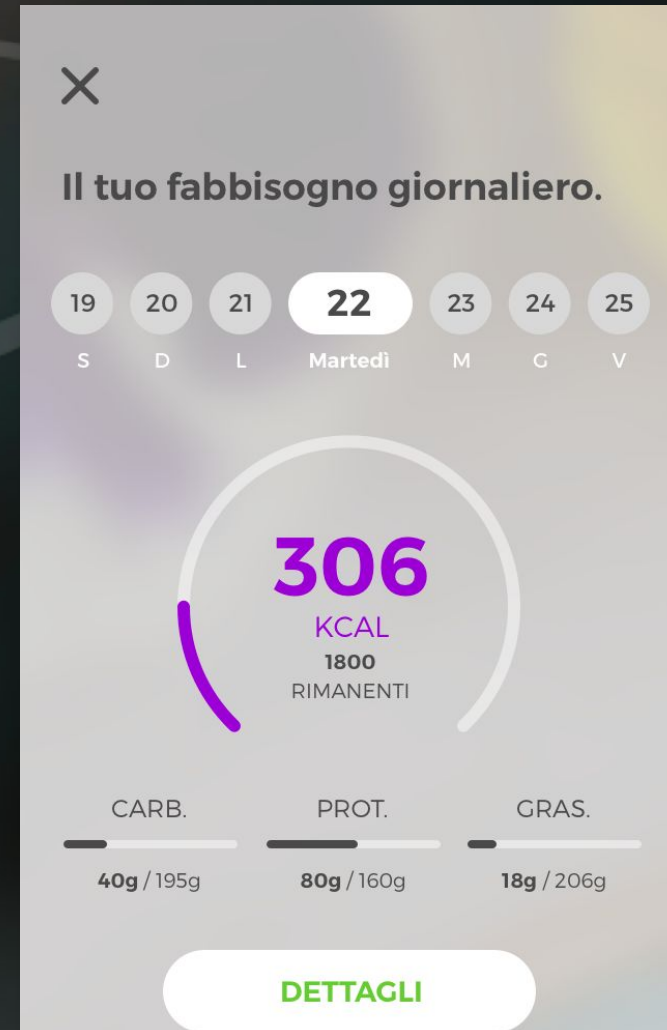 Il tuo fabbisogno giornaliero.
19 20 21 22 23 24 25
S D L Martedì M G V
306
KCAL
1800
RIMANENTI
CARB. PROT. GRAS.
40g / 195g 80g / 160g 18g / 206g
DETTAGLI